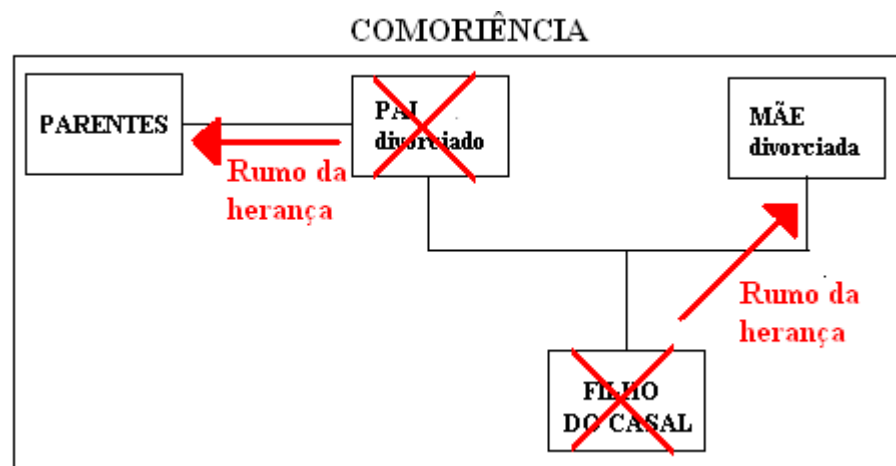 COMORIÊNCIA
PARENTES
PAI
divorciado
MÃE
divorciada
Rumo da
herança
Rumo da
herança
FILHO
DO CASAL